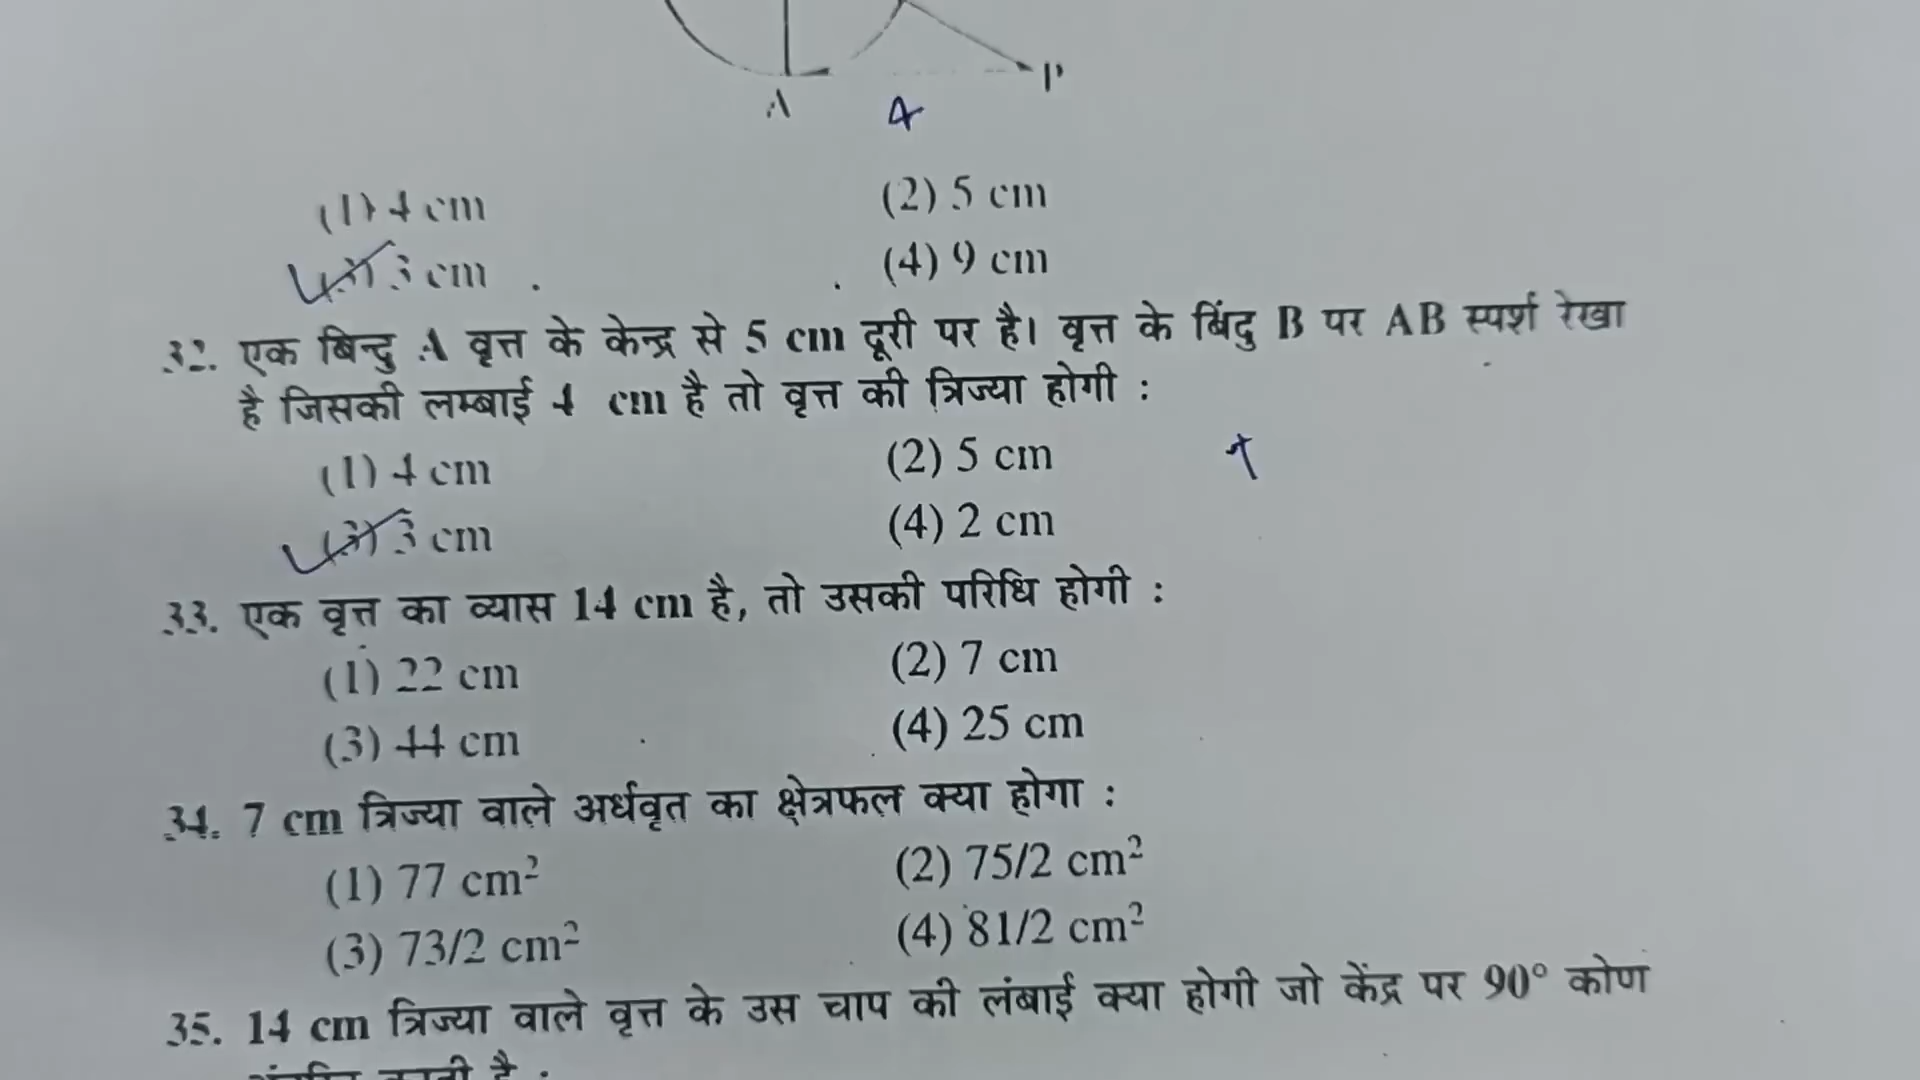 A
P
4
(1) 4 cm (2) 5 cm
(3) 3 cm (4) 9 cm
32. एक बिन्दु A वृत्त के केन्द्र से 5 cm दूरी पर है। वृत्त के बिंदु B पर AB स्पर्श रेखा
है जिसकी लम्बाई 4 cm है तो वृत्त की त्रिज्या होगी :
(1) 4 cm (2) 5 cm
(3) 3 cm (4) 2 cm
33. एक वृत्त का व्यास 14 cm है, तो उसकी परिधि होगी :
(1) 22 cm (2) 7 cm
(3) 44 cm (4) 25 cm
34. 7 cm त्रिज्या वाले अर्धवृत का क्षेत्रफल क्या होगा :
(1) 77 cm² (2) 75/2 cm²
(3) 73/2 cm² (4) 81/2 cm²
35. 14 cm त्रिज्या वाले वृत्त के उस चाप की लंबाई क्या होगी जो केंद्र पर 90° कोण